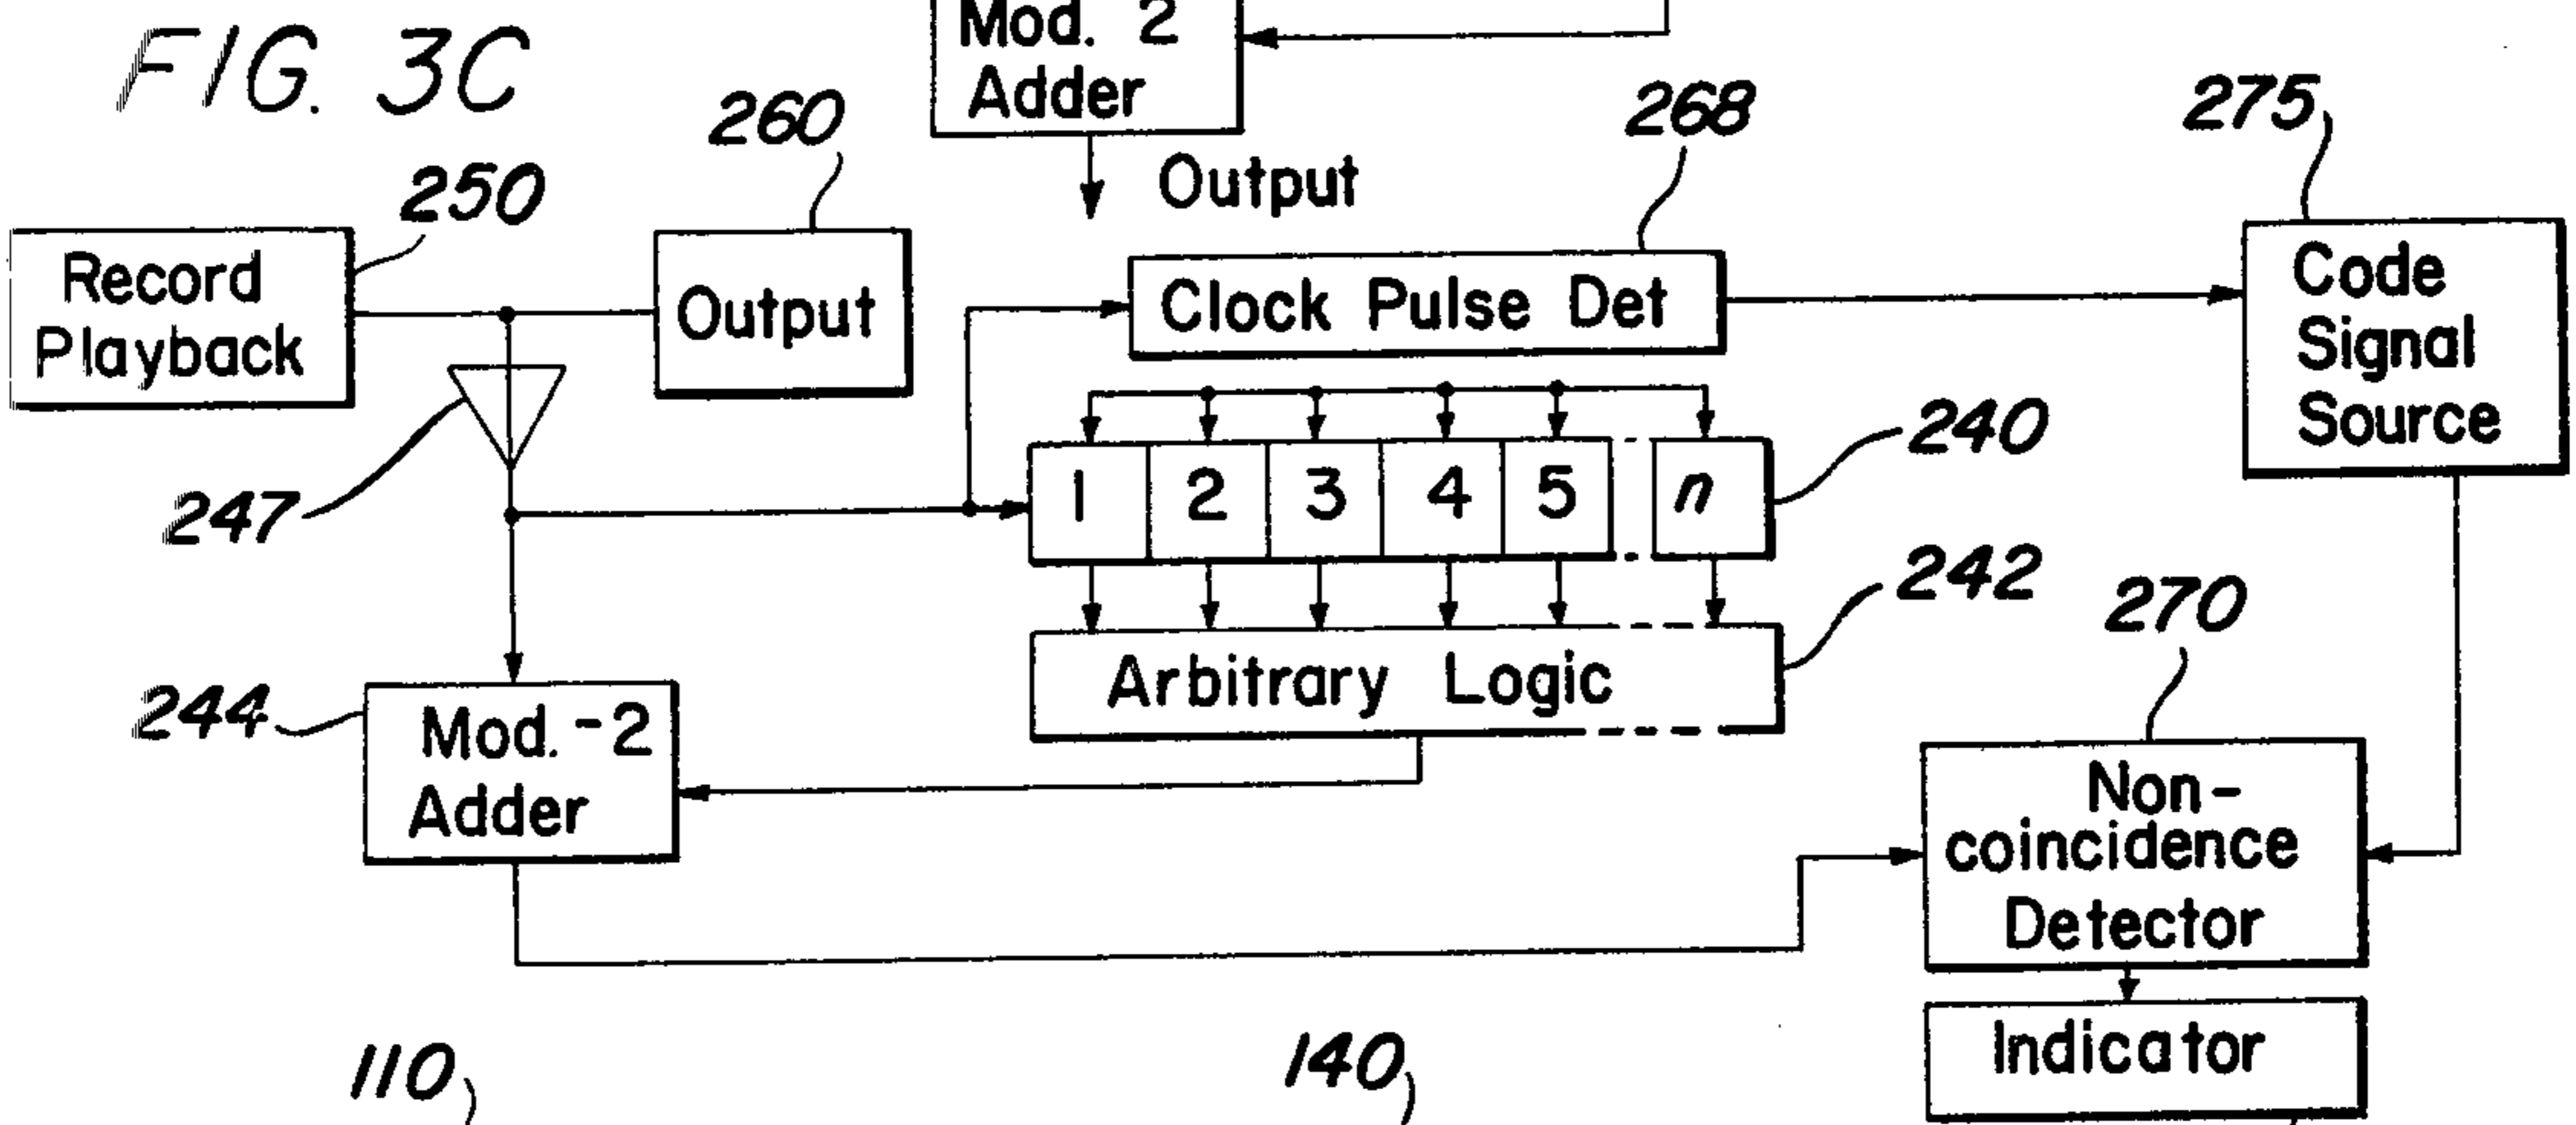 FIG. 3C
Mod. 2
Adder
Output
260
268
275
250
Record
Playback
Output
Clock Pulse Det
Code
Signal
Source
247
1 2 3 4 5 n
240
242
270
Arbitrary Logic
244
Mod.-2
Adder
Non-
coincidence
Detector
Indicator
110
140